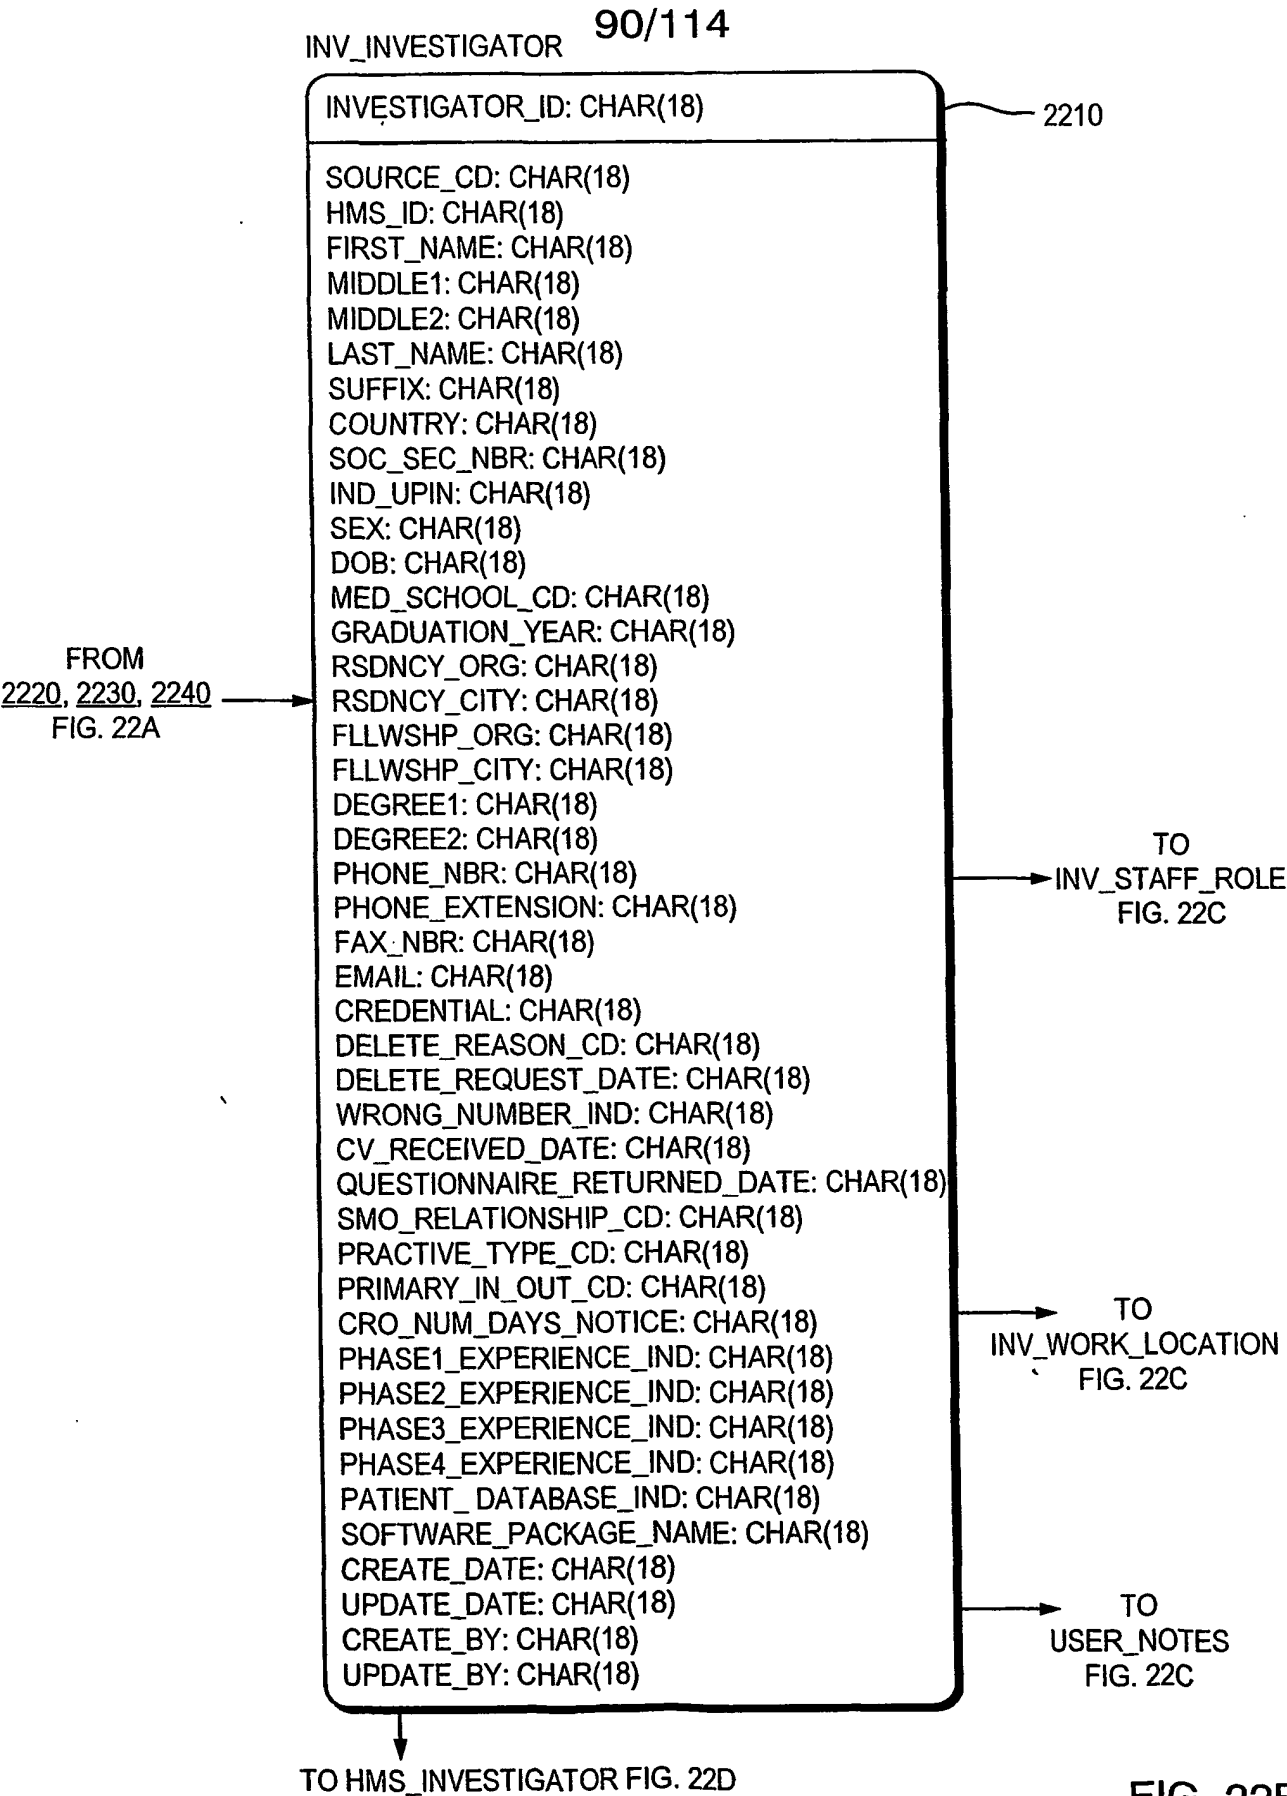 90/114
INV_INVESTIGATOR
INVESTIGATOR_ID: CHAR(18)
2210
SOURCE_CD: CHAR(18)
HMS_ID: CHAR(18)
FIRST_NAME: CHAR(18)
MIDDLE1: CHAR(18)
MIDDLE2: CHAR(18)
LAST_NAME: CHAR(18)
SUFFIX: CHAR(18)
COUNTRY: CHAR(18)
SOC_SEC_NBR: CHAR(18)
IND_UPIN: CHAR(18)
SEX: CHAR(18)
DOB: CHAR(18)
MED_SCHOOL_CD: CHAR(18)
GRADUATION_YEAR: CHAR(18)
RSDNCY_ORG: CHAR(18)
RSDNCY_CITY: CHAR(18)
FLLWSHP_ORG: CHAR(18)
FLLWSHP_CITY: CHAR(18)
DEGREE1: CHAR(18)
DEGREE2: CHAR(18)
PHONE_NBR: CHAR(18)
PHONE_EXTENSION: CHAR(18)
FAX_NBR: CHAR(18)
EMAIL: CHAR(18)
CREDENTIAL: CHAR(18)
DELETE_REASON_CD: CHAR(18)
DELETE_REQUEST_DATE: CHAR(18)
WRONG_NUMBER_IND: CHAR(18)
CV_RECEIVED_DATE: CHAR(18)
QUESTIONNAIRE_RETURNED_DATE: CHAR(18)
SMO_RELATIONSHIP_CD: CHAR(18)
PRACTIVE_TYPE_CD: CHAR(18)
PRIMARY_IN_OUT_CD: CHAR(18)
CRO_NUM_DAYS_NOTICE: CHAR(18)
PHASE1_EXPERIENCE_IND: CHAR(18)
PHASE2_EXPERIENCE_IND: CHAR(18)
PHASE3_EXPERIENCE_IND: CHAR(18)
PHASE4_EXPERIENCE_IND: CHAR(18)
PATIENT_ DATABASE_IND: CHAR(18)
SOFTWARE_PACKAGE_NAME: CHAR(18)
CREATE_DATE: CHAR(18)
UPDATE_DATE: CHAR(18)
CREATE_BY: CHAR(18)
UPDATE_BY: CHAR(18)
FROM
2220, 2230, 2240
FIG. 22A
TO
INV_STAFF_ROLE
FIG. 22C
TO
INV_WORK_LOCATION
FIG. 22C
TO
USER_NOTES
FIG. 22C
TO HMS_INVESTIGATOR FIG. 22D
FIG.